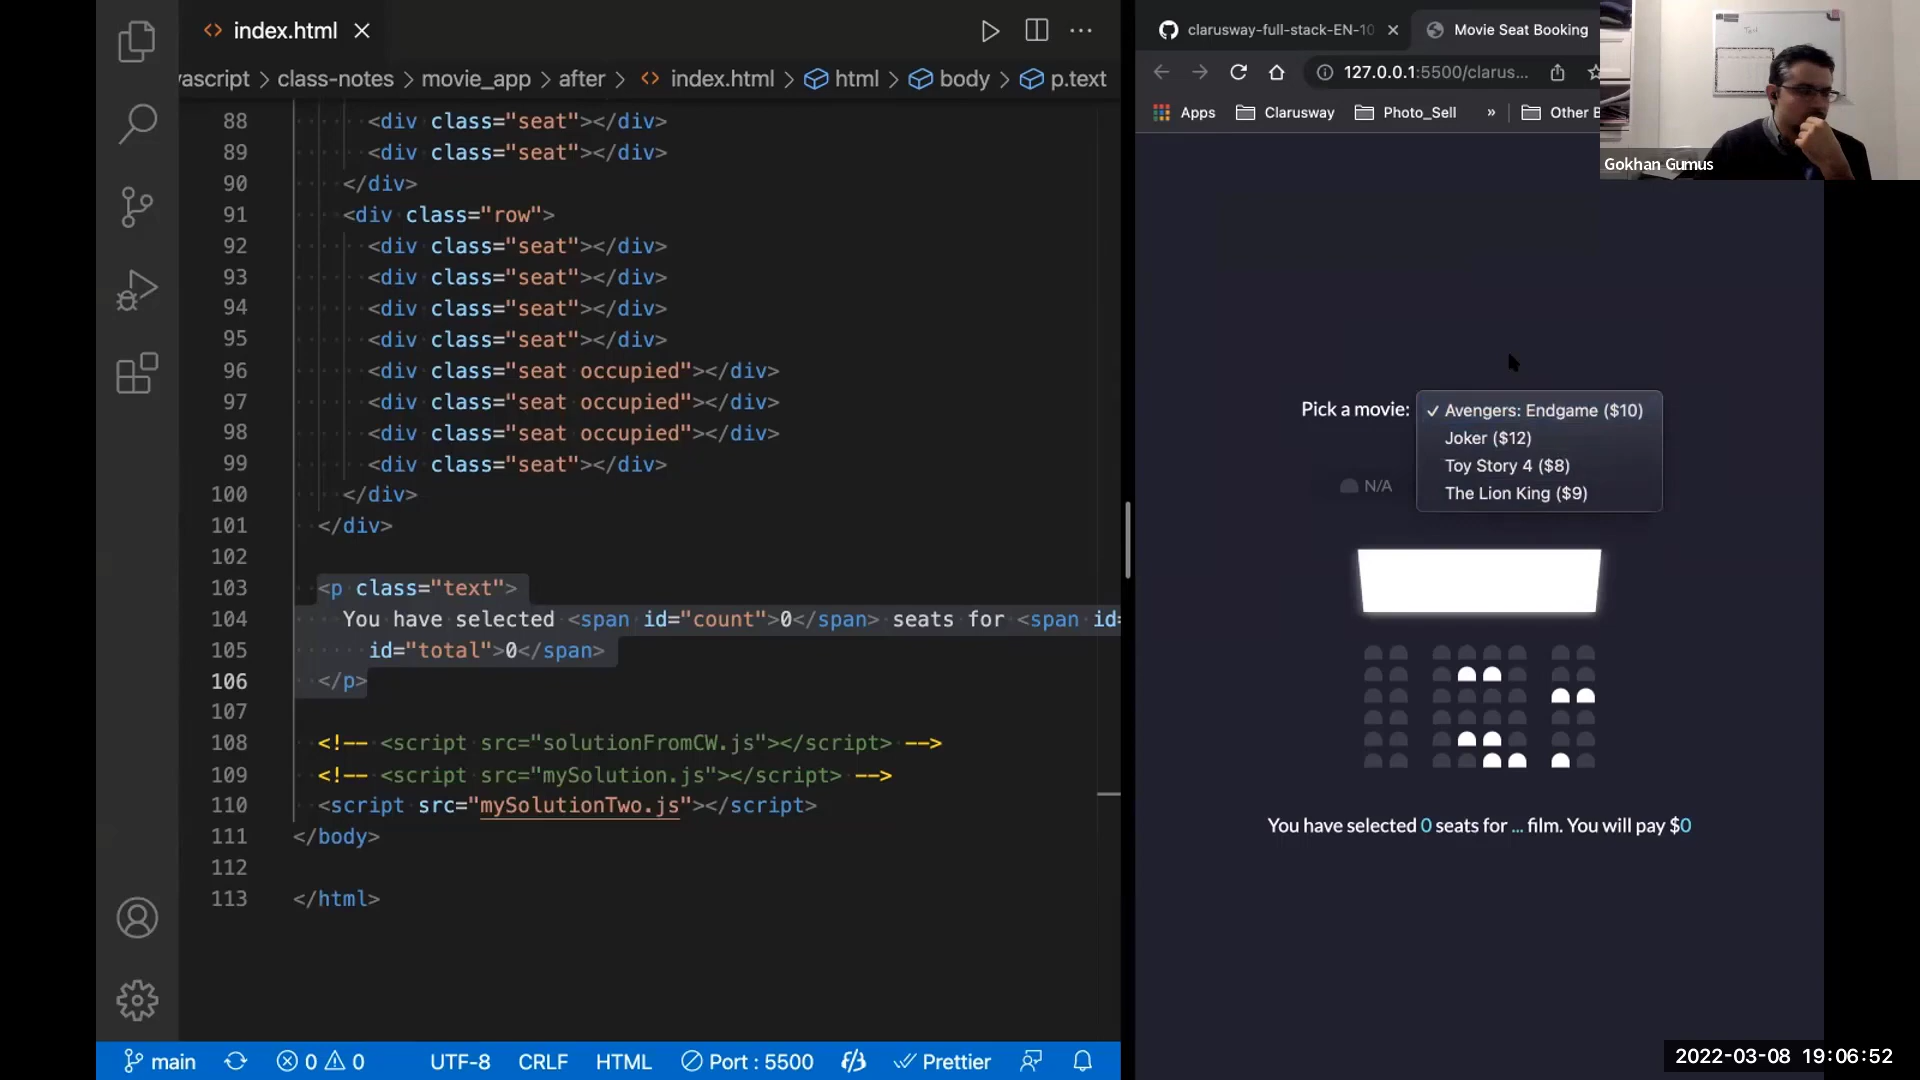 index.html
vascript > class-notes > movie_app > after > index.html > html > body > p.text
88 <div class="seat"></div>
89 <div class="seat"></div>
90 </div>
91 <div class="row">
92 <div class="seat"></div>
93 <div class="seat"></div>
94 <div class="seat"></div>
95 <div class="seat"></div>
96 <div class="seat occupied"></div>
97 <div class="seat occupied"></div>
98 <div class="seat occupied"></div>
99 <div class="seat"></div>
100 </div>
101 </div>
102
103 <p class="text">
104 You have selected <span id="count">0</span> seats for <span id=
105 id="total">0</span>
106 </p>
107
108 <!-- <script src="solutionFromCW.js"></script> -->
109 <!-- <script src="mySolution.js"></script> -->
110 <script src="mySolutionTwo.js"></script>
111 </body>
112
113 </html>
main 0 0 UTF-8 CRLF HTML Port : 5500 Prettier
clarusway-full-stack-EN-10 Movie Seat Booking
127.0.0.1:5500/clarus...
Apps Clarusway Photo_Sell » Other B
Gokhan Gumus
Pick a movie: ✓ Avengers: Endgame ($10)
Joker ($12)
Toy Story 4 ($8)
The Lion King ($9)
N/A
You have selected 0 seats for ... film. You will pay $0
2022-03-08 19:06:52